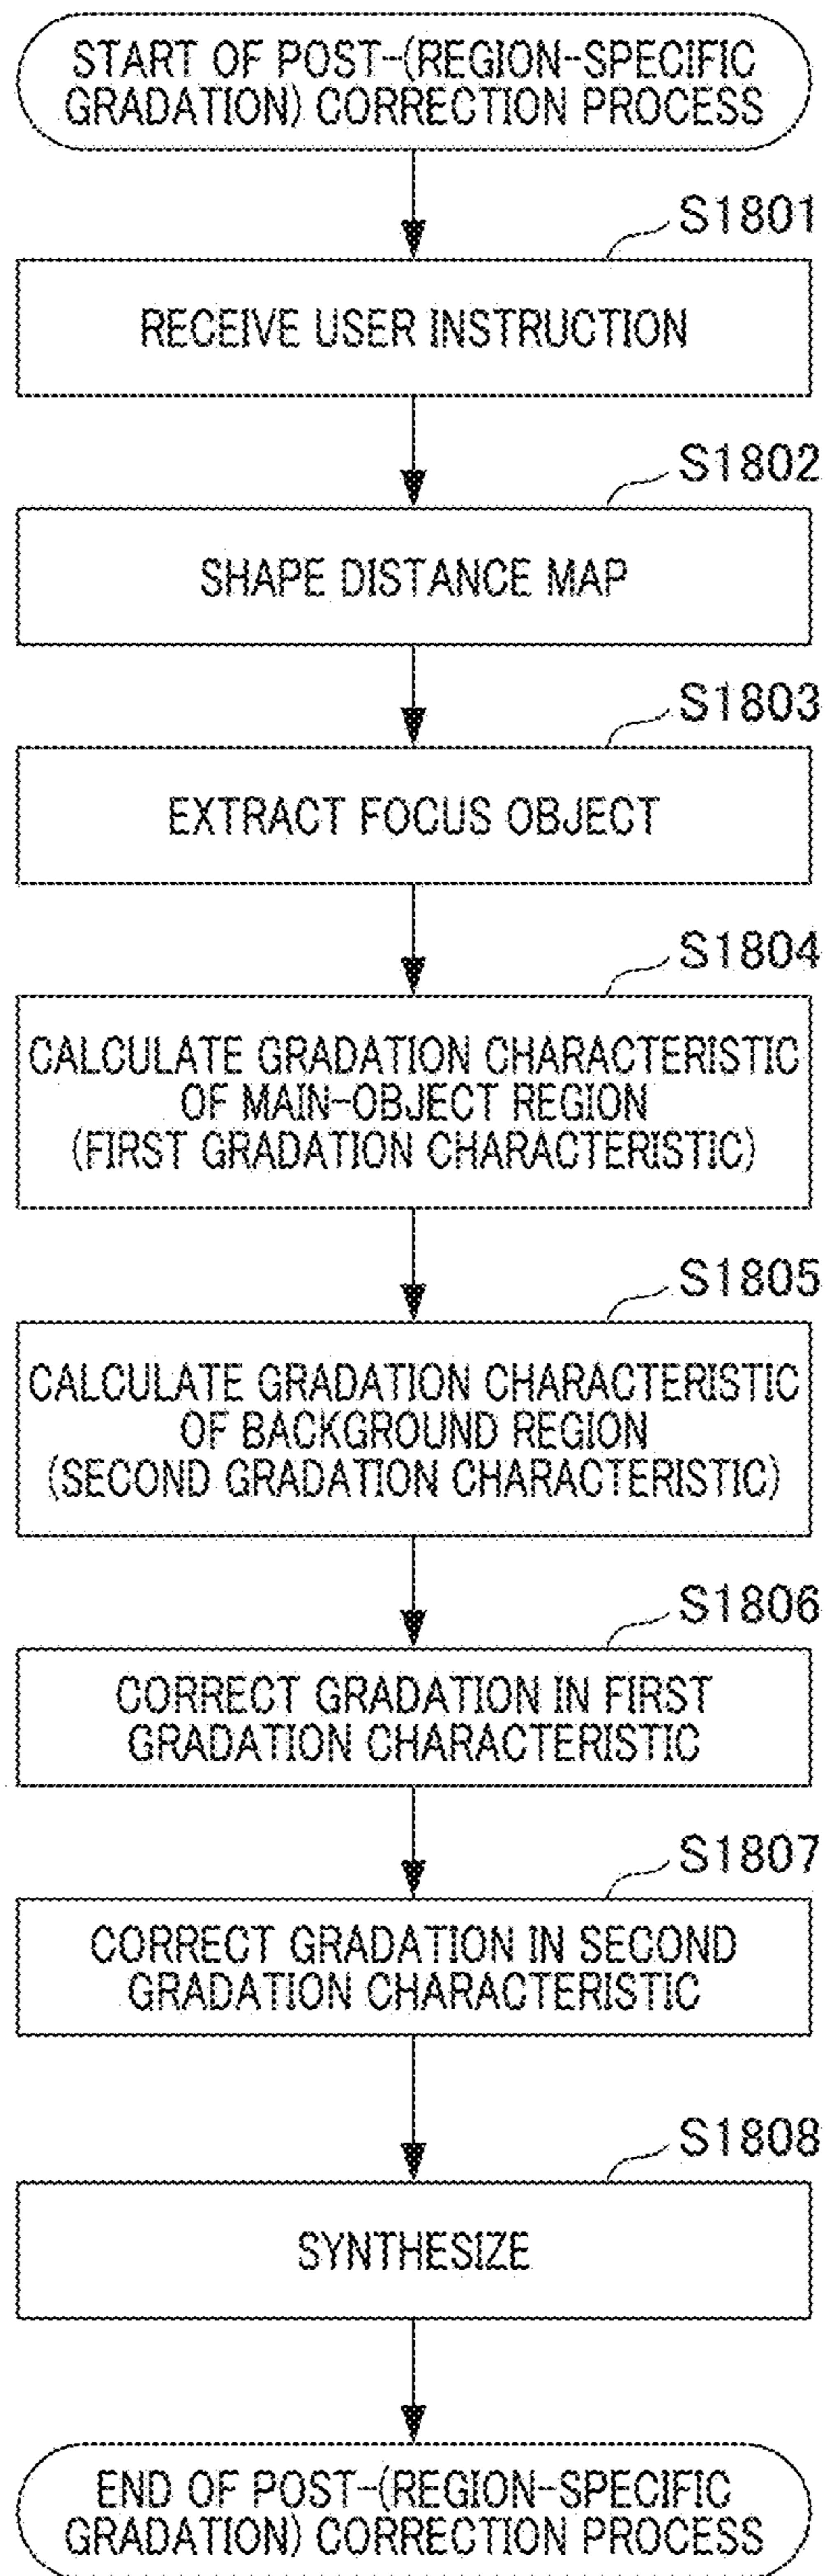 START OF POST-(REGION-SPECIFIC
GRADATION) CORRECTION PROCESS
S1801
RECEIVE USER INSTRUCTION
S1802
SHAPE DISTANCE MAP
S1803
EXTRACT FOCUS OBJECT
S1804
CALCULATE GRADATION CHARACTERISTIC
OF MAIN-OBJECT REGION
(FIRST GRADATION CHARACTERISTIC)
S1805
CALCULATE GRADATION CHARACTERISTIC
OF BACKGROUND REGION
(SECOND GRADATION CHARACTERISTIC)
S1806
CORRECT GRADATION IN FIRST
GRADATION CHARACTERISTIC
S1807
CORRECT GRADATION IN SECOND
GRADATION CHARACTERISTIC
S1808
SYNTHESIZE
END OF POST-(REGION-SPECIFIC
GRADATION) CORRECTION PROCESS